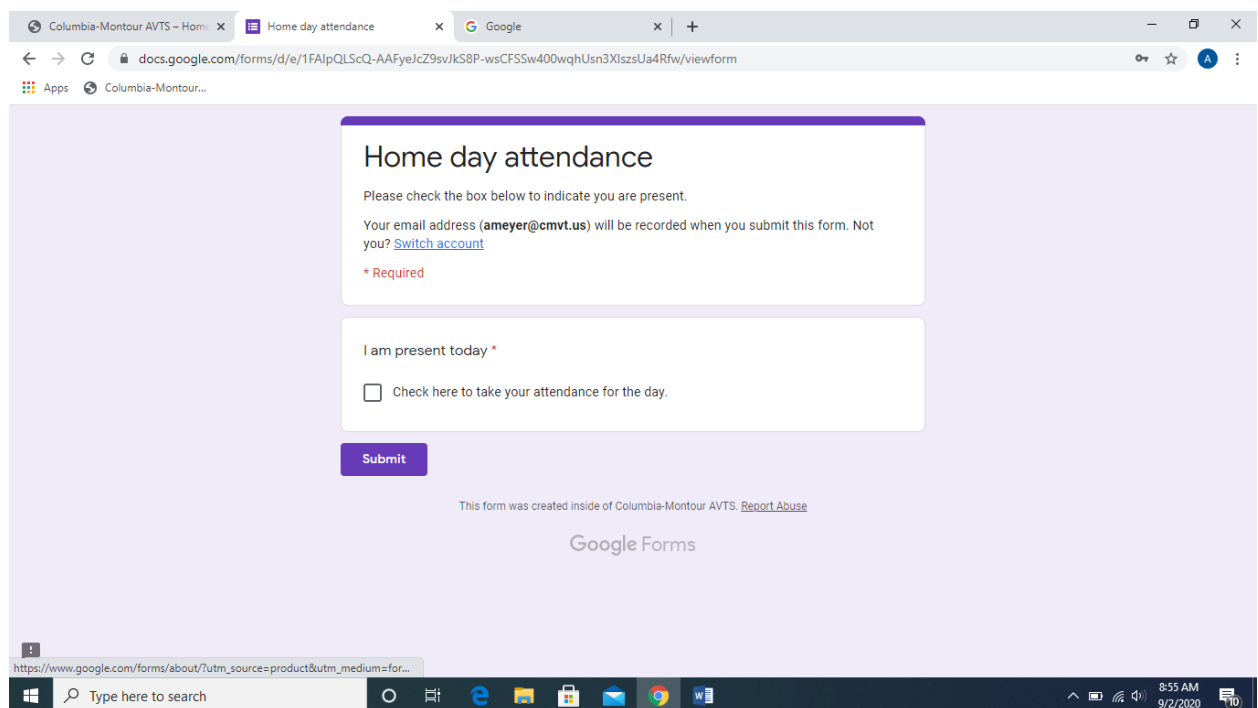 Columbia-Montour AVTS – Home
Home day attendance
Google
docs.google.com/forms/d/e/1FAIpQLScQ-AAFyeJcZ9svJkS8P-wsCFSSw400wqhUsn3XIszsUa4Rfw/viewform
A
Apps
Columbia-Montour...
Home day attendance
Please check the box below to indicate you are present.
Your email address (ameyer@cmvt.us) will be recorded when you submit this form. Not
you? Switch account
* Required
I am present today *
Check here to take your attendance for the day.
Submit
This form was created inside of Columbia-Montour AVTS. Report Abuse
Google Forms
https://www.google.com/forms/about/?utm_source=product&utm_medium=for...
Type here to search
8:55 AM
9/2/2020
10